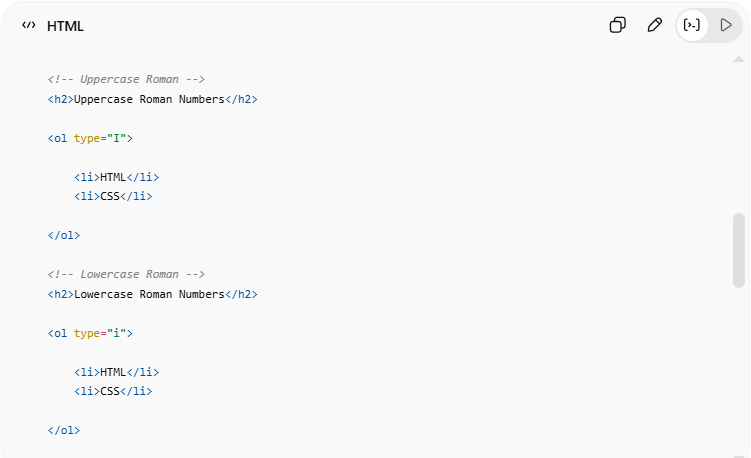 HTML
<!-- Uppercase Roman -->
<h2>Uppercase Roman Numbers</h2>
<ol type="I">
<li>HTML</li>
<li>CSS</li>
</ol>
<!-- Lowercase Roman -->
<h2>Lowercase Roman Numbers</h2>
<ol type="i">
<li>HTML</li>
<li>CSS</li>
</ol>